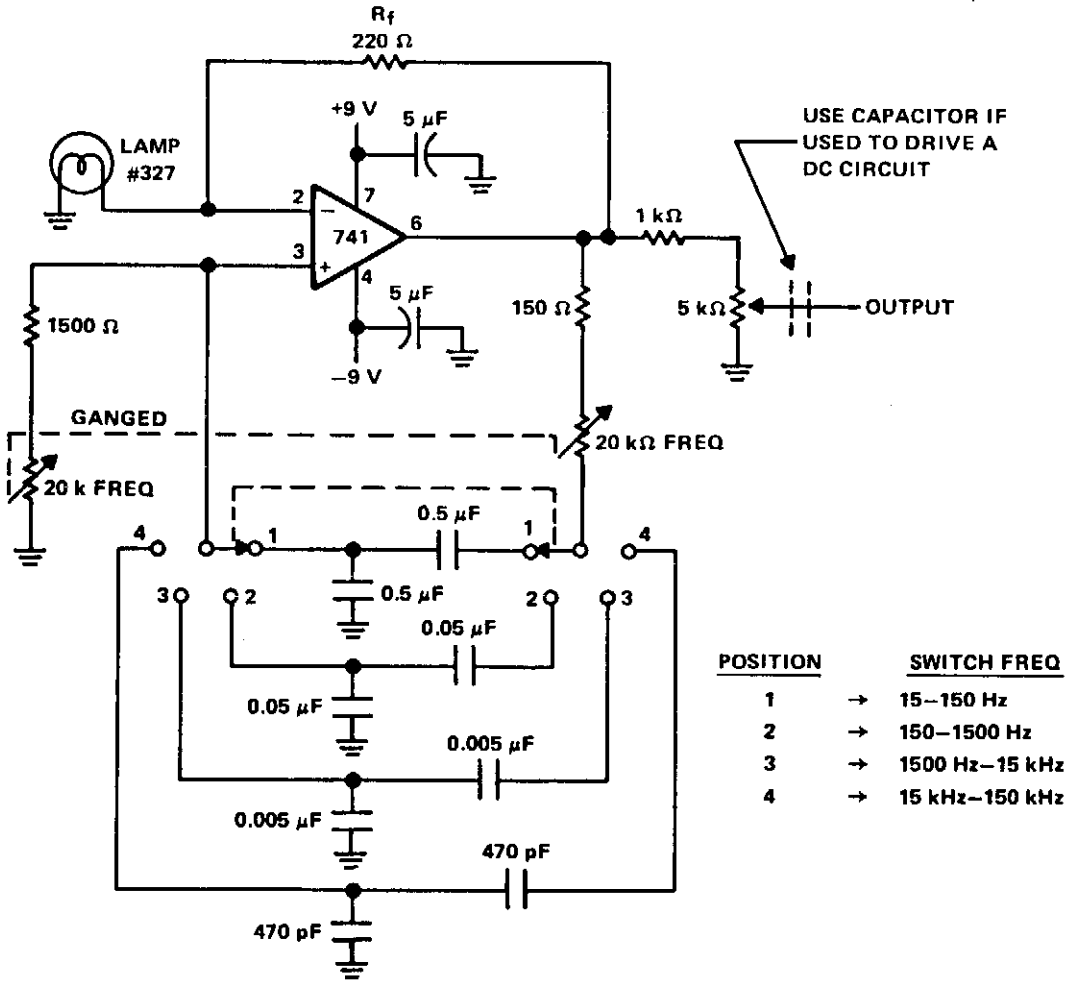 Rf
220 Ω
+9 V
5 μF
LAMP
#327
USE CAPACITOR IF
USED TO DRIVE A
DC CIRCUIT
2
7
–
741
6
3
+
4
1 kΩ
1500 Ω
5 μF
150 Ω
5 kΩ
OUTPUT
–9 V
GANGED
20 kΩ FREQ
20 k FREQ
0.5 μF
4
1
1
4
0.5 μF
3
2
2
3
0.05 μF
0.05 μF
0.005 μF
0.005 μF
470 pF
470 pF
POSITION SWITCH FREQ
1 → 15–150 Hz
2 → 150–1500 Hz
3 → 1500 Hz–15 kHz
4 → 15 kHz–150 kHz